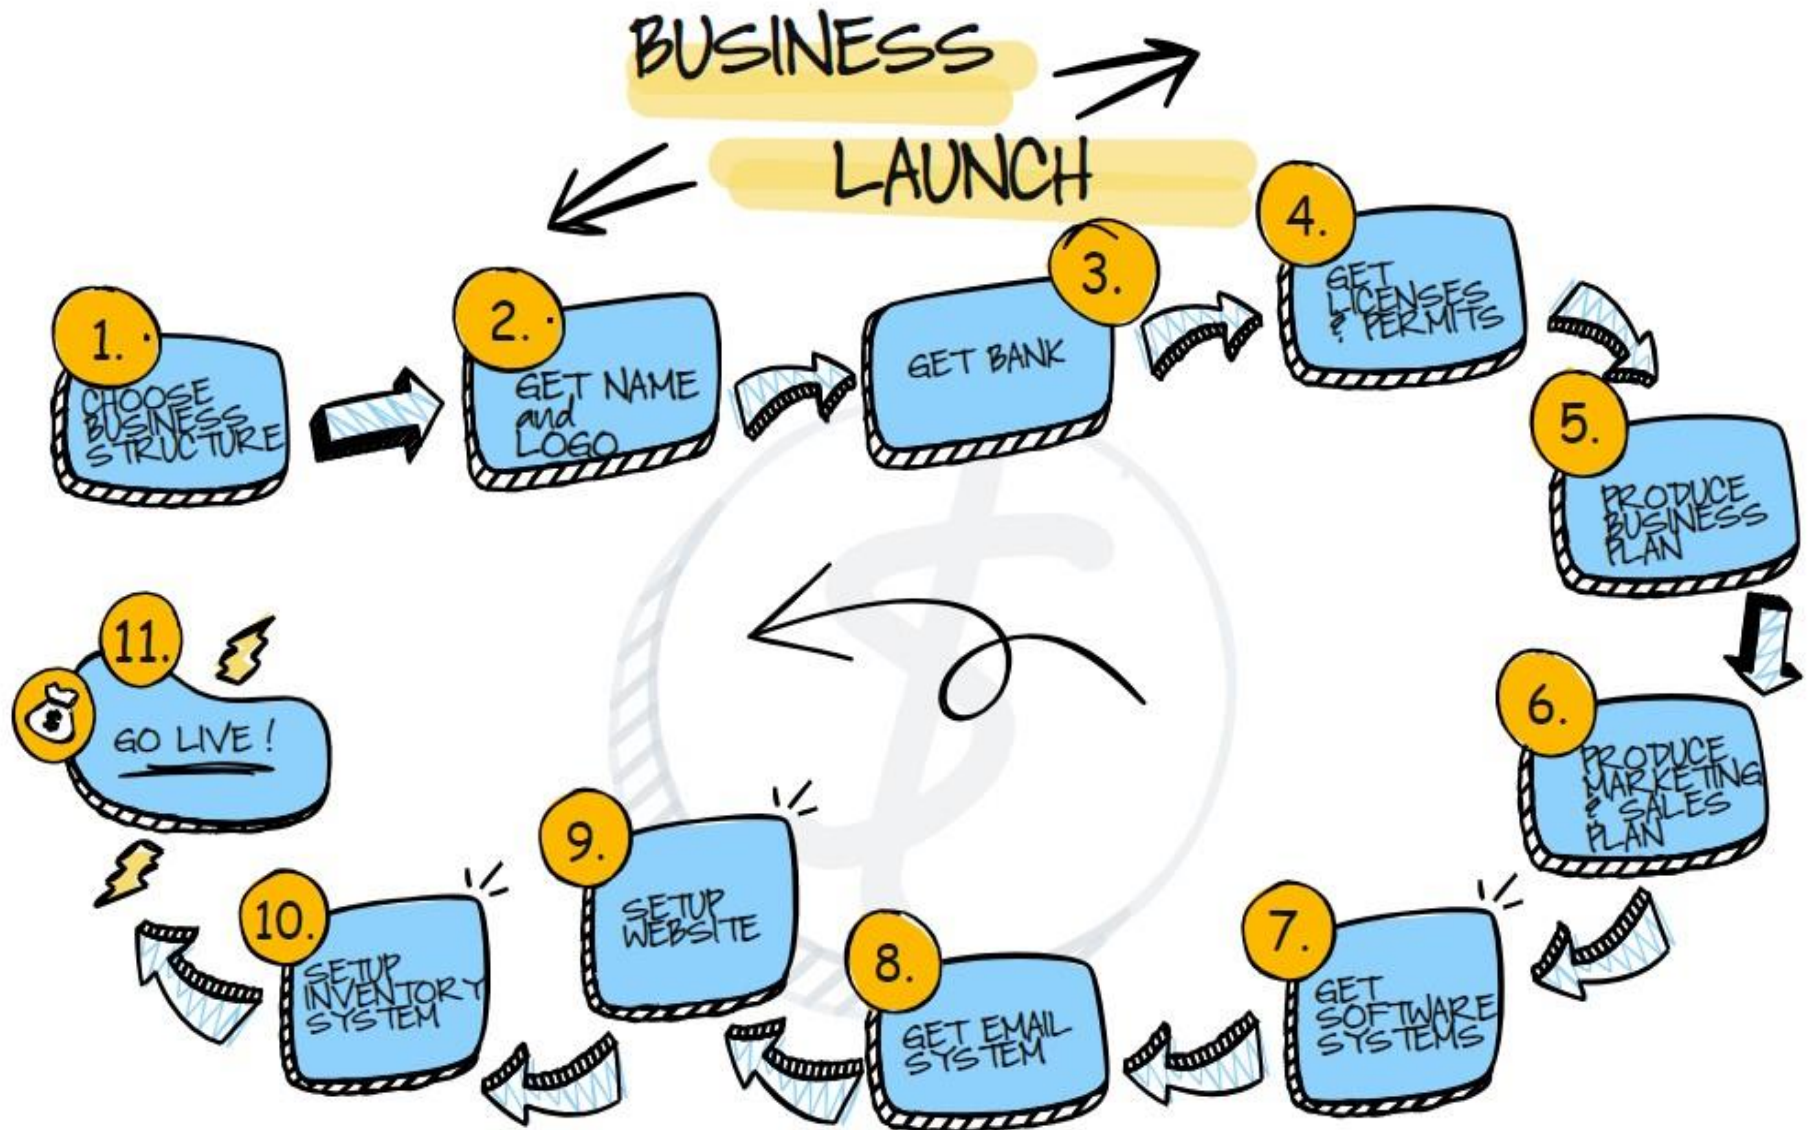 BUSINESS
LAUNCH
1.
CHOOSE
BUSINESS
STRUCTURE
2.
GET NAME
and
LOGO
3.
GET BANK
4.
GET
LICENSES
& PERMITS
5.
PRODUCE
BUSINESS
PLAN
6.
PRODUCE
MARKETING
& SALES
PLAN
7.
GET
SOFTWARE
SYSTEMS
8.
GET EMAIL
SYSTEM
9.
SETUP
WEBSITE
10.
SETUP
INVENTORY
SYSTEM
11.
$
GO LIVE!